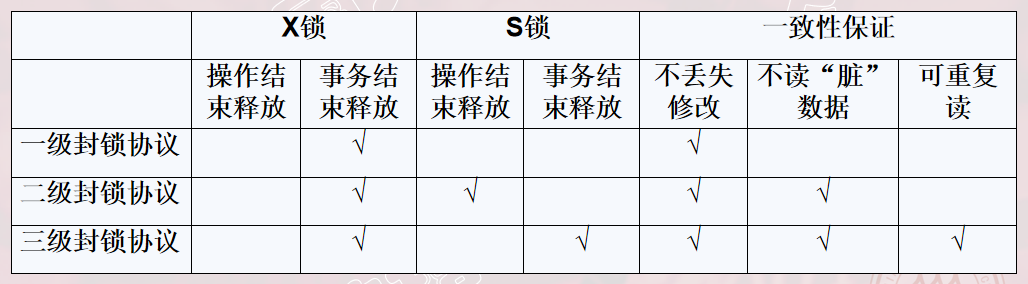 X锁 S锁 一致性保证
操作结束释放 事务结束释放 操作结束释放 事务结束释放 不丢失修改 不读“脏”数据 可重复读
一级封锁协议 √ √
二级封锁协议 √ √ √ √
三级封锁协议 √ √ √ √ √